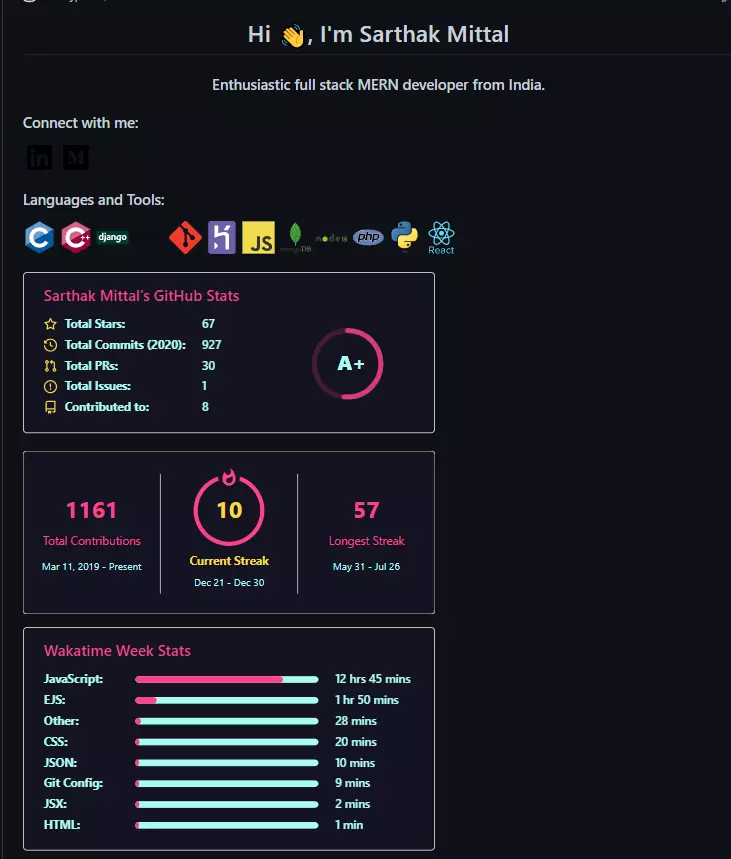 Hi 👋, I'm Sarthak Mittal
Enthusiastic full stack MERN developer from India.
Connect with me:
in M
Languages and Tools:
C C++ django JS mongoDB node php React
Sarthak Mittal's GitHub Stats
Total Stars: 67
Total Commits (2020): 927
Total PRs: 30
Total Issues: 1
Contributed to: 8
A+
1161
Total Contributions
Mar 11, 2019 - Present
10
Current Streak
Dec 21 - Dec 30
57
Longest Streak
May 31 - Jul 26
Wakatime Week Stats
JavaScript: 12 hrs 45 mins
EJS: 1 hr 50 mins
Other: 28 mins
CSS: 20 mins
JSON: 10 mins
Git Config: 9 mins
JSX: 2 mins
HTML: 1 min